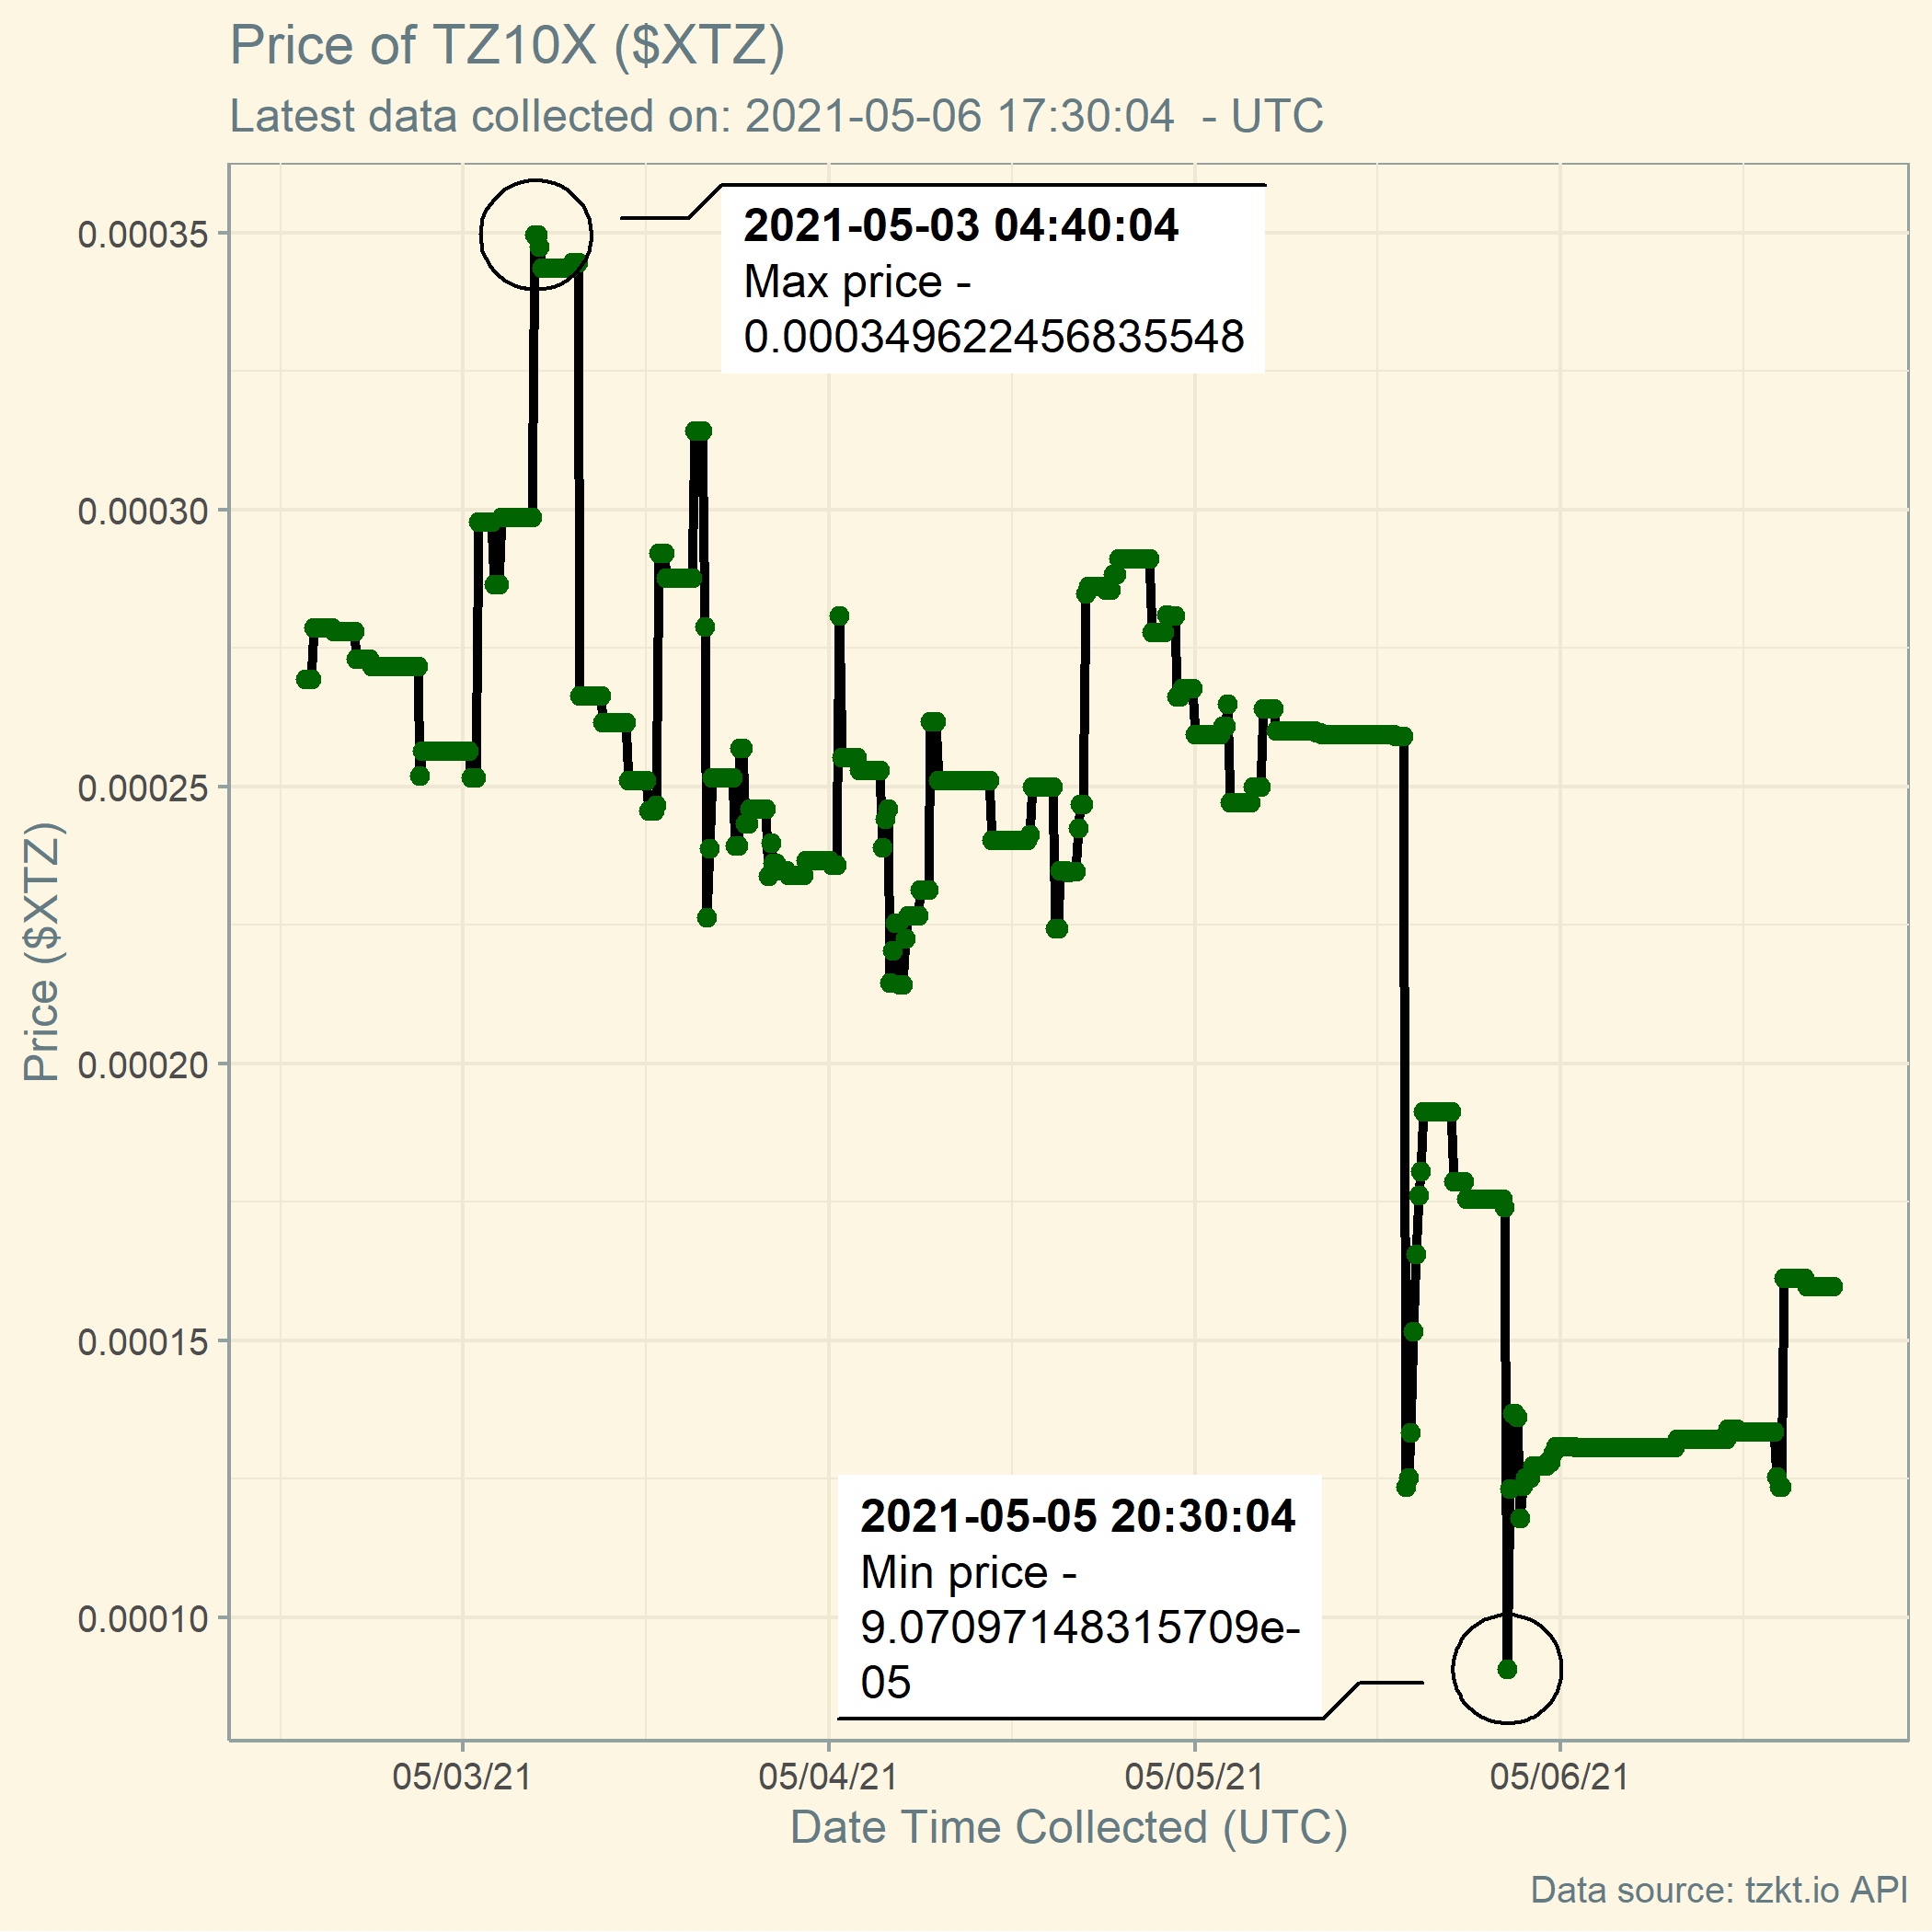 Price of TZ10X ($XTZ)
Latest data collected on: 2021-05-06 17:30:04  - UTC
2021-05-03 04:40:04
Max price -
0.000349622456835548
0.00035
0.00030
0.00025
0.00020
0.00015
0.00010
Price ($XTZ)
2021-05-05 20:30:04
Min price -
9.07097148315709e-
05
05/03/21
05/04/21
05/05/21
05/06/21
Date Time Collected (UTC)
Data source: tzkt.io API